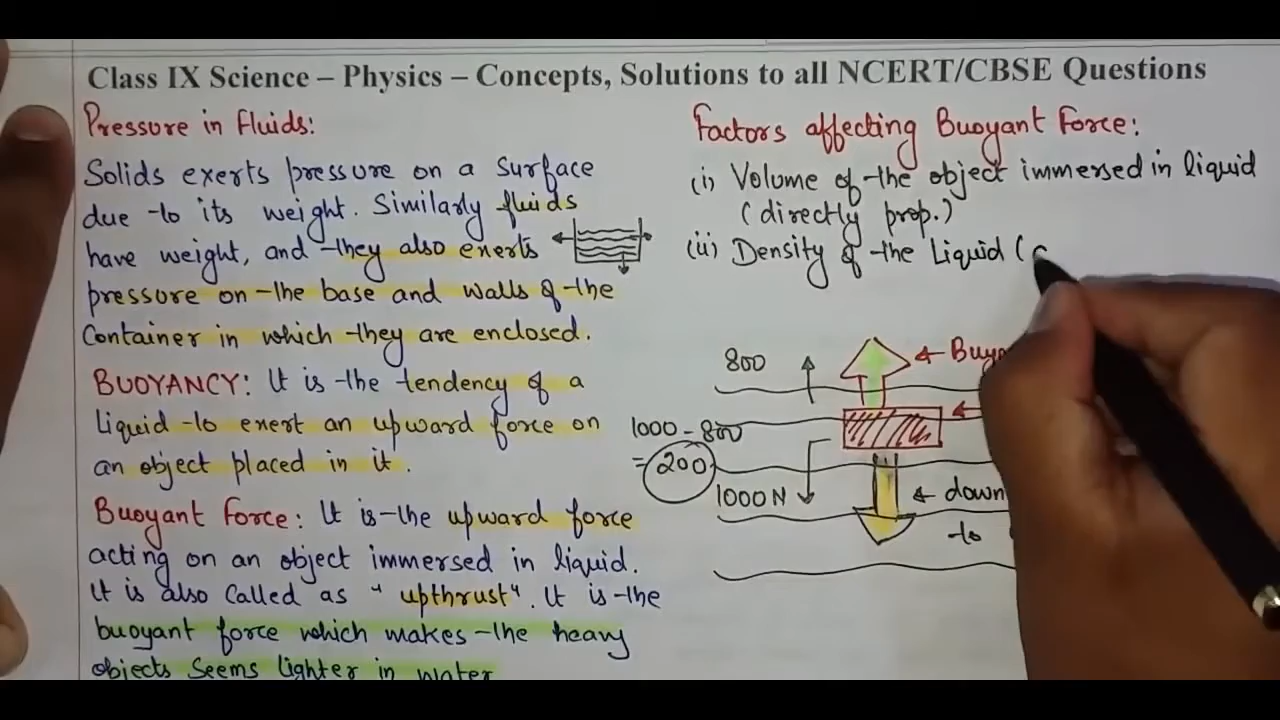 Class IX Science – Physics – Concepts, Solutions to all NCERT/CBSE Questions
Pressure in Fluids:
Solids exerts pressure on a surface
due to its weight. Similarly fluids
have weight, and they also exerts
pressure on the base and walls of the
Container in which they are enclosed.
BUOYANCY: It is the tendency of a
Liquid to exert an upward force on
an object placed in it.
Buoyant Force: It is the upward force
acting on an object immersed in liquid.
It is also called as "upthrust". It is the
buoyant force which makes the heavy
objects seems lighter in water
Factors affecting Buoyant Force:
(i) Volume of the object immersed in liquid
(directly prop.)
(ii) Density of the Liquid (
800
1000 - 800
= 200
1000 N
down
to